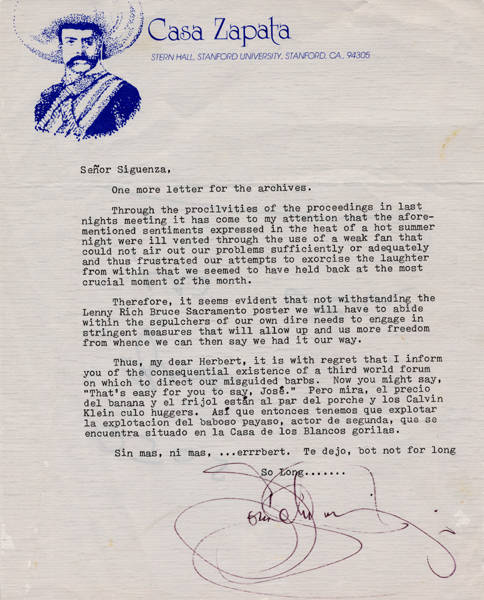 Casa Zapata
STERN HALL, STANFORD UNIVERSITY, STANFORD, CA., 94305
Señor Siguenza,
One more letter for the archives.
Through the procilvities of the proceedings in last
nights meeting it has come to my attention that the afore-
mentioned sentiments expressed in the heat of a hot summer
night were ill vented through the use of a weak fan that
could not air out our problems sufficiently or adequately
and thus frustrated our attempts to exorcise the laughter
from within that we seemed to have held back at the most
crucial moment of the month.
Therefore, it seems evident that not withstanding the
Lenny Rich Bruce Sacramento poster we will have to abide
within the sepulchers of our own dire needs to engage in
stringent measures that will allow up and us more freedom
from whence we can then say we had it our way.
Thus, my dear Herbert, it is with regret that I inform
you of the consequential existence of a third world forum
on which to direct our misguided barbs. Now you might say,
"That's easy for you to say, José." Pero mira, el precio
del banana y el frijol están al par del porche y los Calvin
Klein culo huggers. Así que entonces tenemos que explotar
la explotacion del baboso payaso, actor de segunda, que se
encuentra situado en la Casa de los Blancos gorilas.
Sin mas, ni mas, ...errrbert. Te dejo, bot not for long
So Long.......